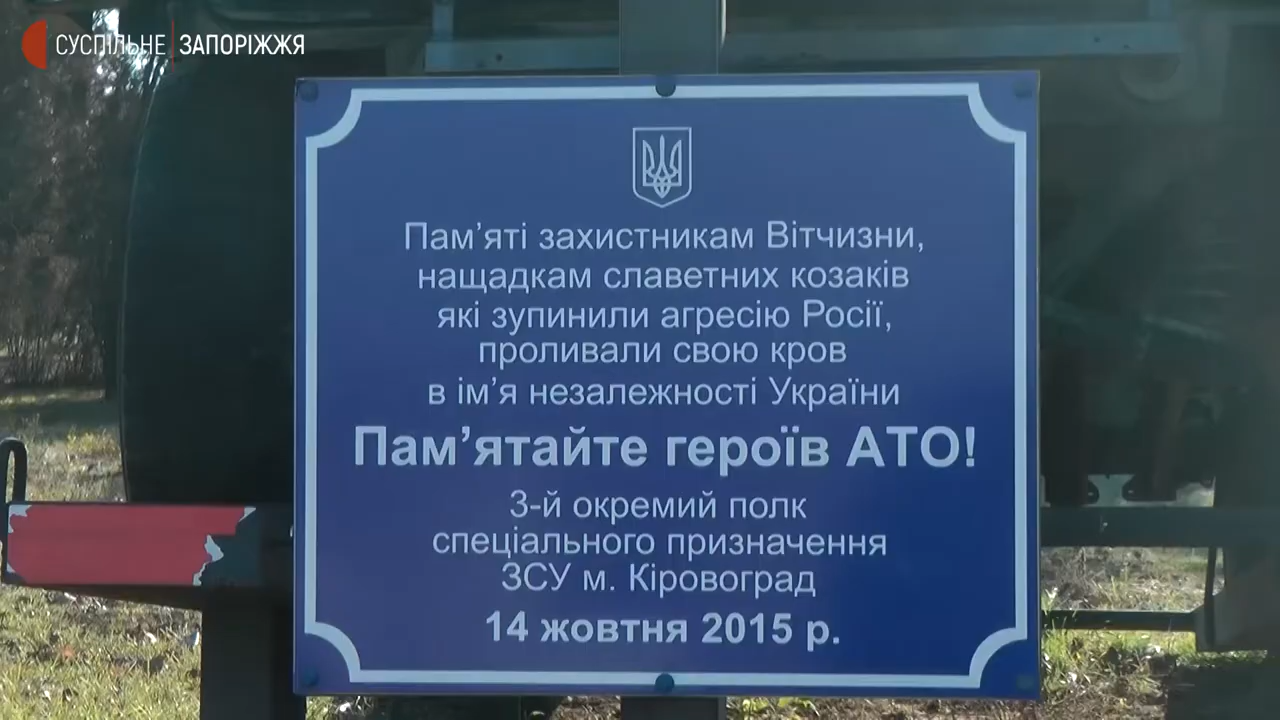 СУСПІЛЬНЕ ЗАПОРІЖЖЯ
Пам’яті захистникам Вітчизни,
нащадкам славетних козаків
які зупинили агресію Росії,
проливали свою кров
в ім’я незалежності України
Пам’ятайте героїв АТО!
3-й окремий полк
спеціального призначення
ЗСУ м. Кіровоград
14 жовтня 2015 р.